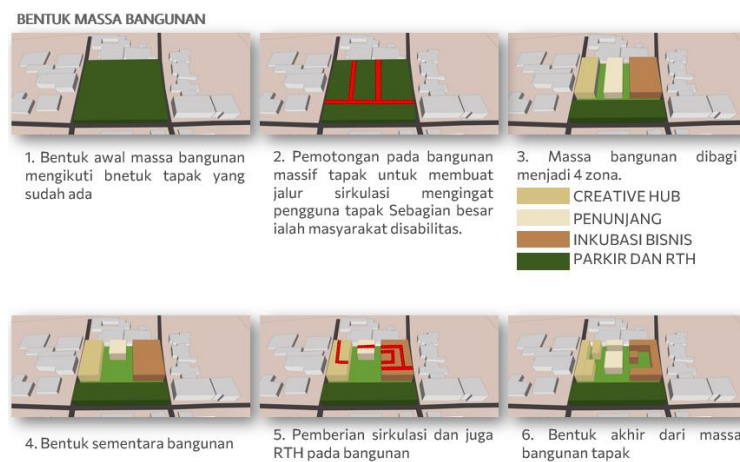 BENTUK MASSA BANGUNAN
1. Bentuk awal massa bangunan
mengikuti bnetuk tapak yang
sudah ada
2. Pemotongan pada bangunan
massif tapak untuk membuat
jalur sirkulasi mengingat
pengguna tapak Sebagian besar
ialah masyarakat disabilitas.
3. Massa bangunan dibagi
menjadi 4 zona.
CREATIVE HUB
PENUNJANG
INKUBASI BISNIS
PARKIR DAN RTH
4. Bentuk sementara bangunan
5. Pemberian sirkulasi dan juga
RTH pada bangunan
6. Bentuk akhir dari massa
bangunan tapak